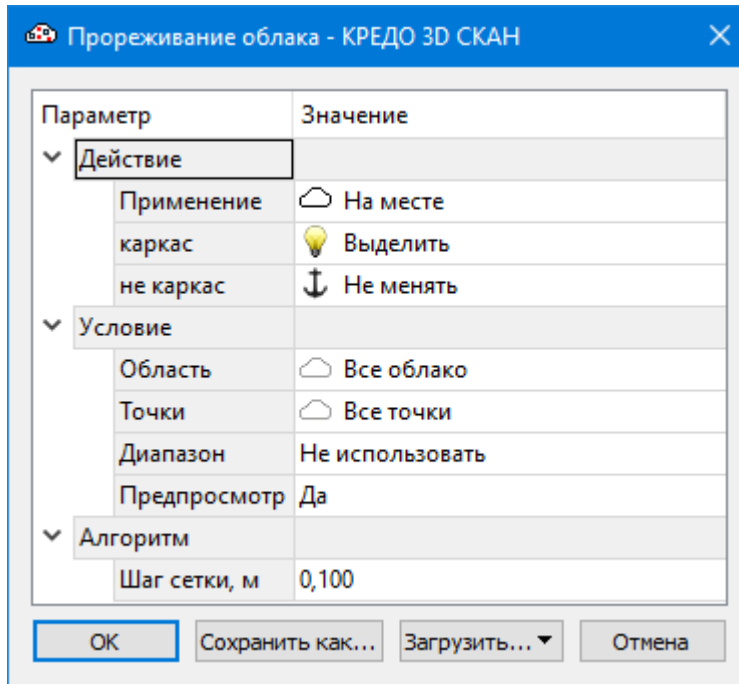 Прореживание облака - КРЕДО 3D СКАН
Параметр Значение
Действие
Применение На месте
каркас Выделить
не каркас Не менять
Условие
Область Все облако
Точки Все точки
Диапазон Не использовать
Предпросмотр Да
Алгоритм
Шаг сетки, м 0,100
ОК Сохранить как... Загрузить... Отмена